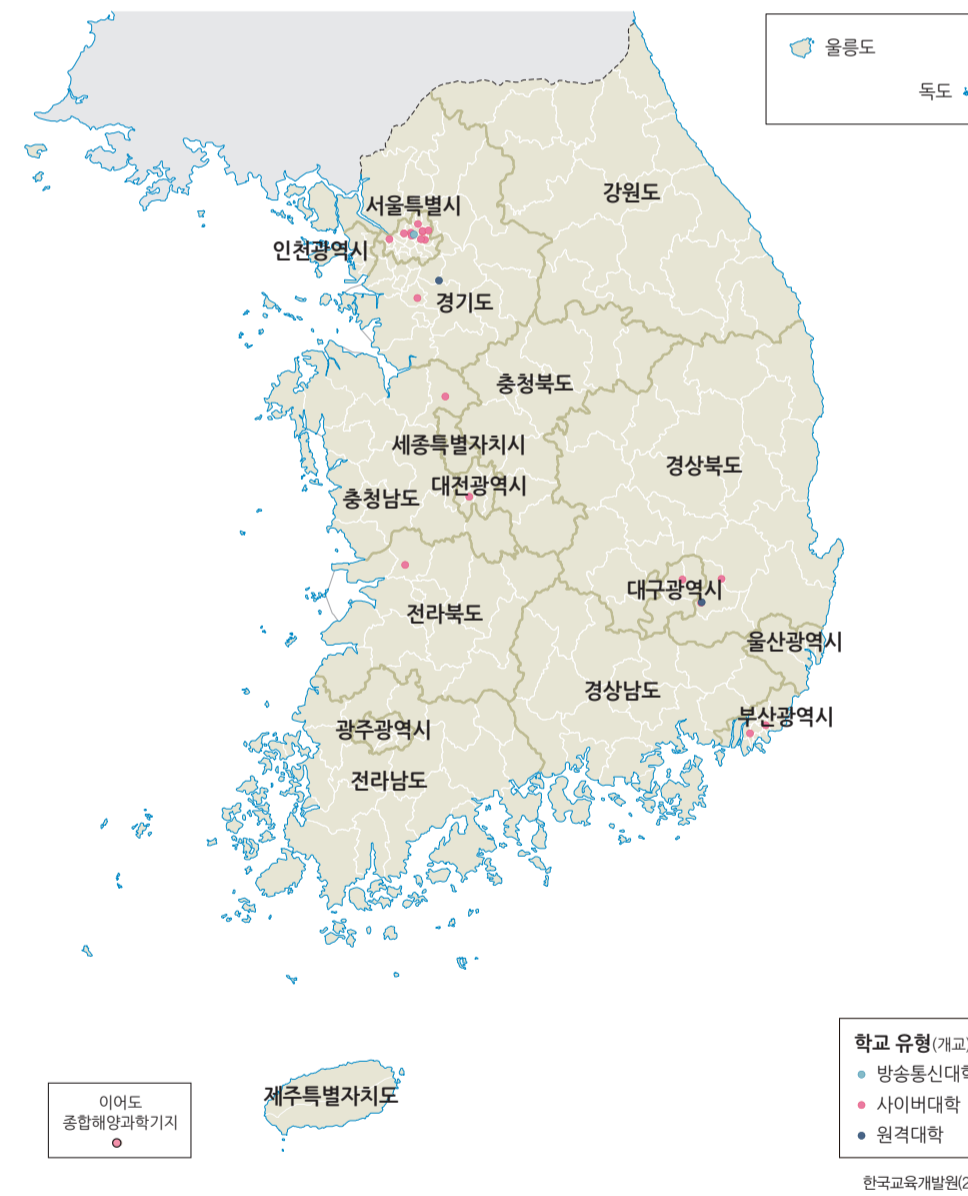 울릉도
독도
강원도
서울특별시
인천광역시
경기도
충청북도
세종특별자치시
경상북도
대전광역시
충청남도
대구광역시
전라북도
울산광역시
경상남도
부산광역시
광주광역시
전라남도
제주특별자치도
이어도
종합해양과학기지
학교 유형(개교)
방송통신대학
사이버대학
원격대학
한국교육개발원(2